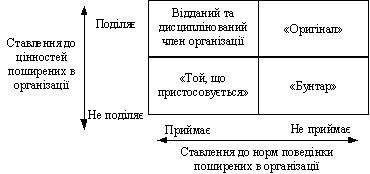 Ставлення до
цінностей
поширених в
організації
Поділяє
Не поділяє
Відданий та
дисциплінований
член організації
«Оригінал»
«Той, що
пристосовується»
«Бунтар»
Приймає
Не приймає
Ставлення до норм поведінки
поширених в організації